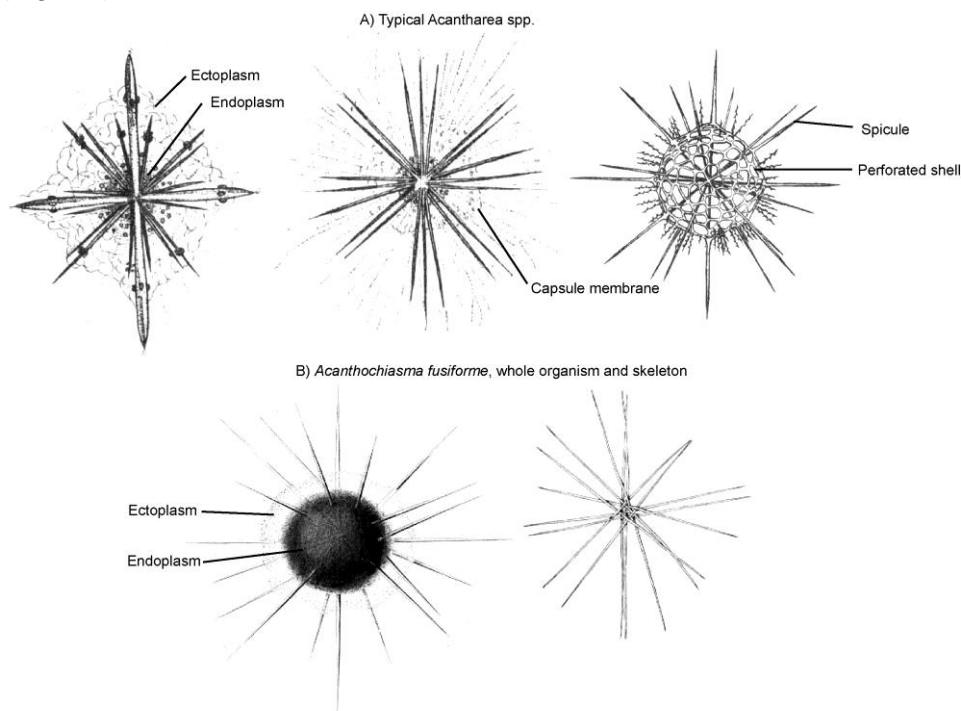 A) Typical Acantharea spp.
Ectoplasm
Endoplasm
Spicule
Perforated shell
Capsule membrane
B) Acanthochiasma fusiforme, whole organism and skeleton
Ectoplasm
Endoplasm